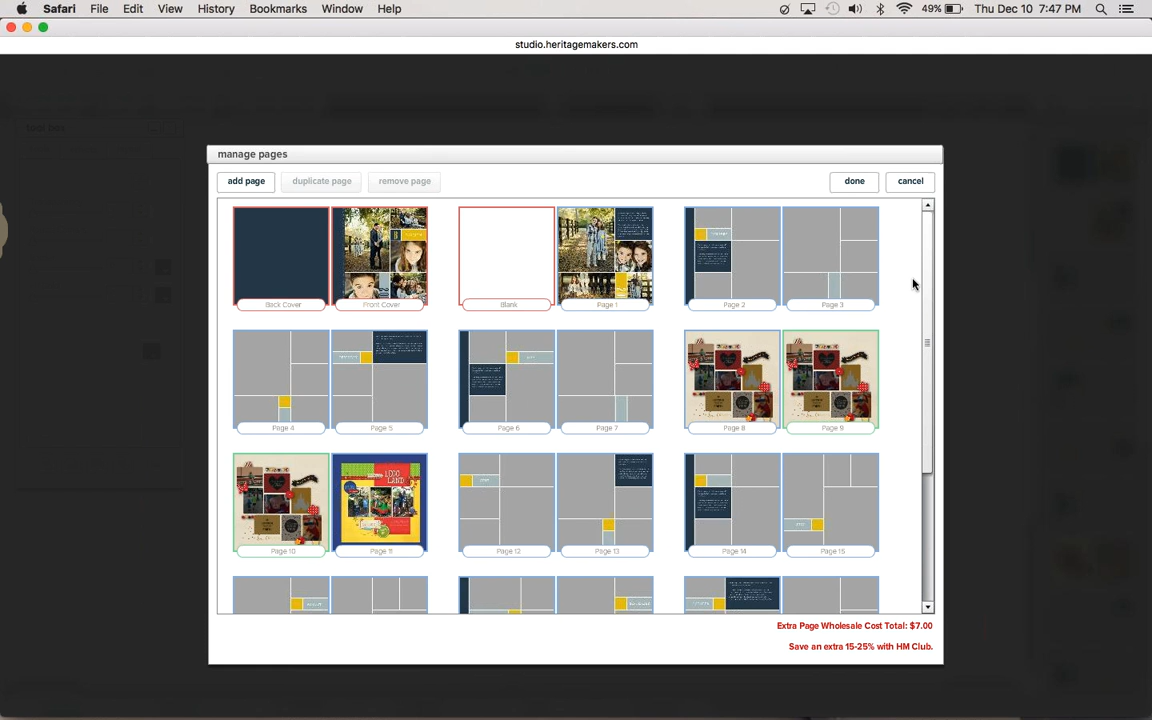 Safari File Edit View History Bookmarks Window Help 49% Thu Dec 10 7:47 PM
studio.heritagemakers.com
manage pages
add page duplicate page remove page done cancel
Back Cover Front Cover Blank Page 1 Page 2 Page 3
Page 4 Page 5 Page 6 Page 7 Page 8 Page 9
LEGO
LAND
Page 10 Page 11 Page 12 Page 13 Page 14 Page 15
Extra Page Wholesale Cost Total: $7.00
Save an extra 15-25% with HM Club.